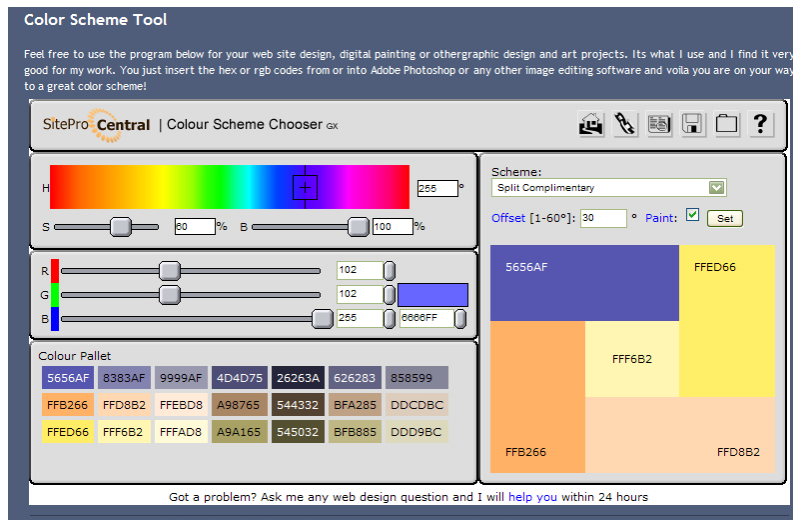 Color Scheme Tool
Feel free to use the program below for your web site design, digital painting or othergraphic design and art projects. Its what I use and I find it very
good for my work. You just insert the hex or rgb codes from or into Adobe Photoshop or any other image editing software and voila you are on your way
to a great color scheme!
SitePro Central | Colour Scheme Chooser GX
?
H 255 °
S 60 % B 100 %
R 102
G 102
B 255 6666FF
Colour Pallet
5656AF 8383AF 9999AF 4D4D75 26263A 626283 858599
FFB266 FFD8B2 FFEBD8 A98765 544332 BFA285 DDCDBC
FFED66 FFF6B2 FFFAD8 A9A165 545032 BFB885 DDD9BC
Scheme:
Split Complimentary
Offset [1-60°]: 30 ° Paint: Set
5656AF FFED66
FFF6B2
FFB266 FFD8B2
Got a problem? Ask me any web design question and I will help you within 24 hours